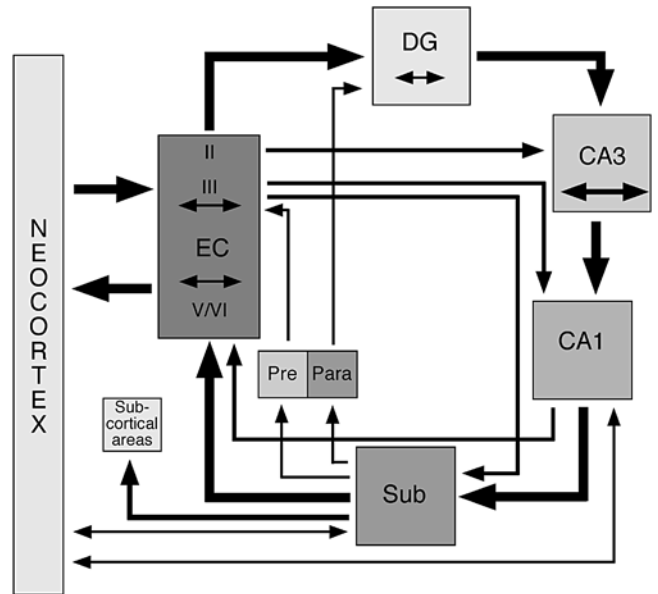 DG
II
III
EC
V/VI
CA3
CA1
NEOCORTEX
Pre
Para
Sub-
cortical
areas
Sub